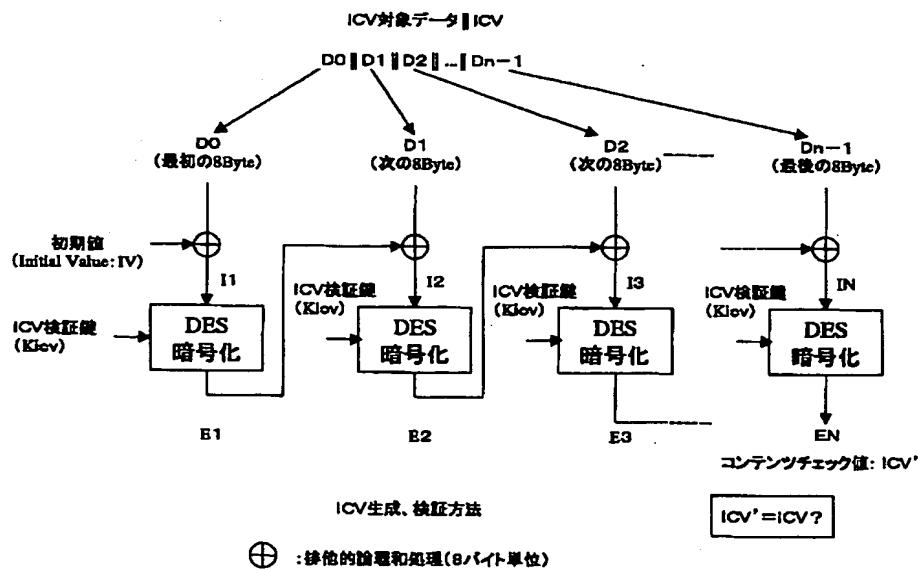 ICV対象データ‖ICV
D0‖D1‖D2‖...‖Dn−1
D0
(最初の8Byte)
D1
(次の8Byte)
D2
(次の8Byte)
Dn−1
(最後の8Byte)
初期値
(Initial Value: IV)
I1
I2
I3
IN
ICV検証鍵
(Kicv)
DES
暗号化
ICV検証鍵
(Kicv)
DES
暗号化
ICV検証鍵
(Kicv)
DES
暗号化
ICV検証鍵
(Kicv)
DES
暗号化
E1
E2
E3
EN
コンテンツチェック値: ICV'
ICV生成、検証方法
ICV'=ICV?
⊕ :排他的論理和処理(8バイト単位)